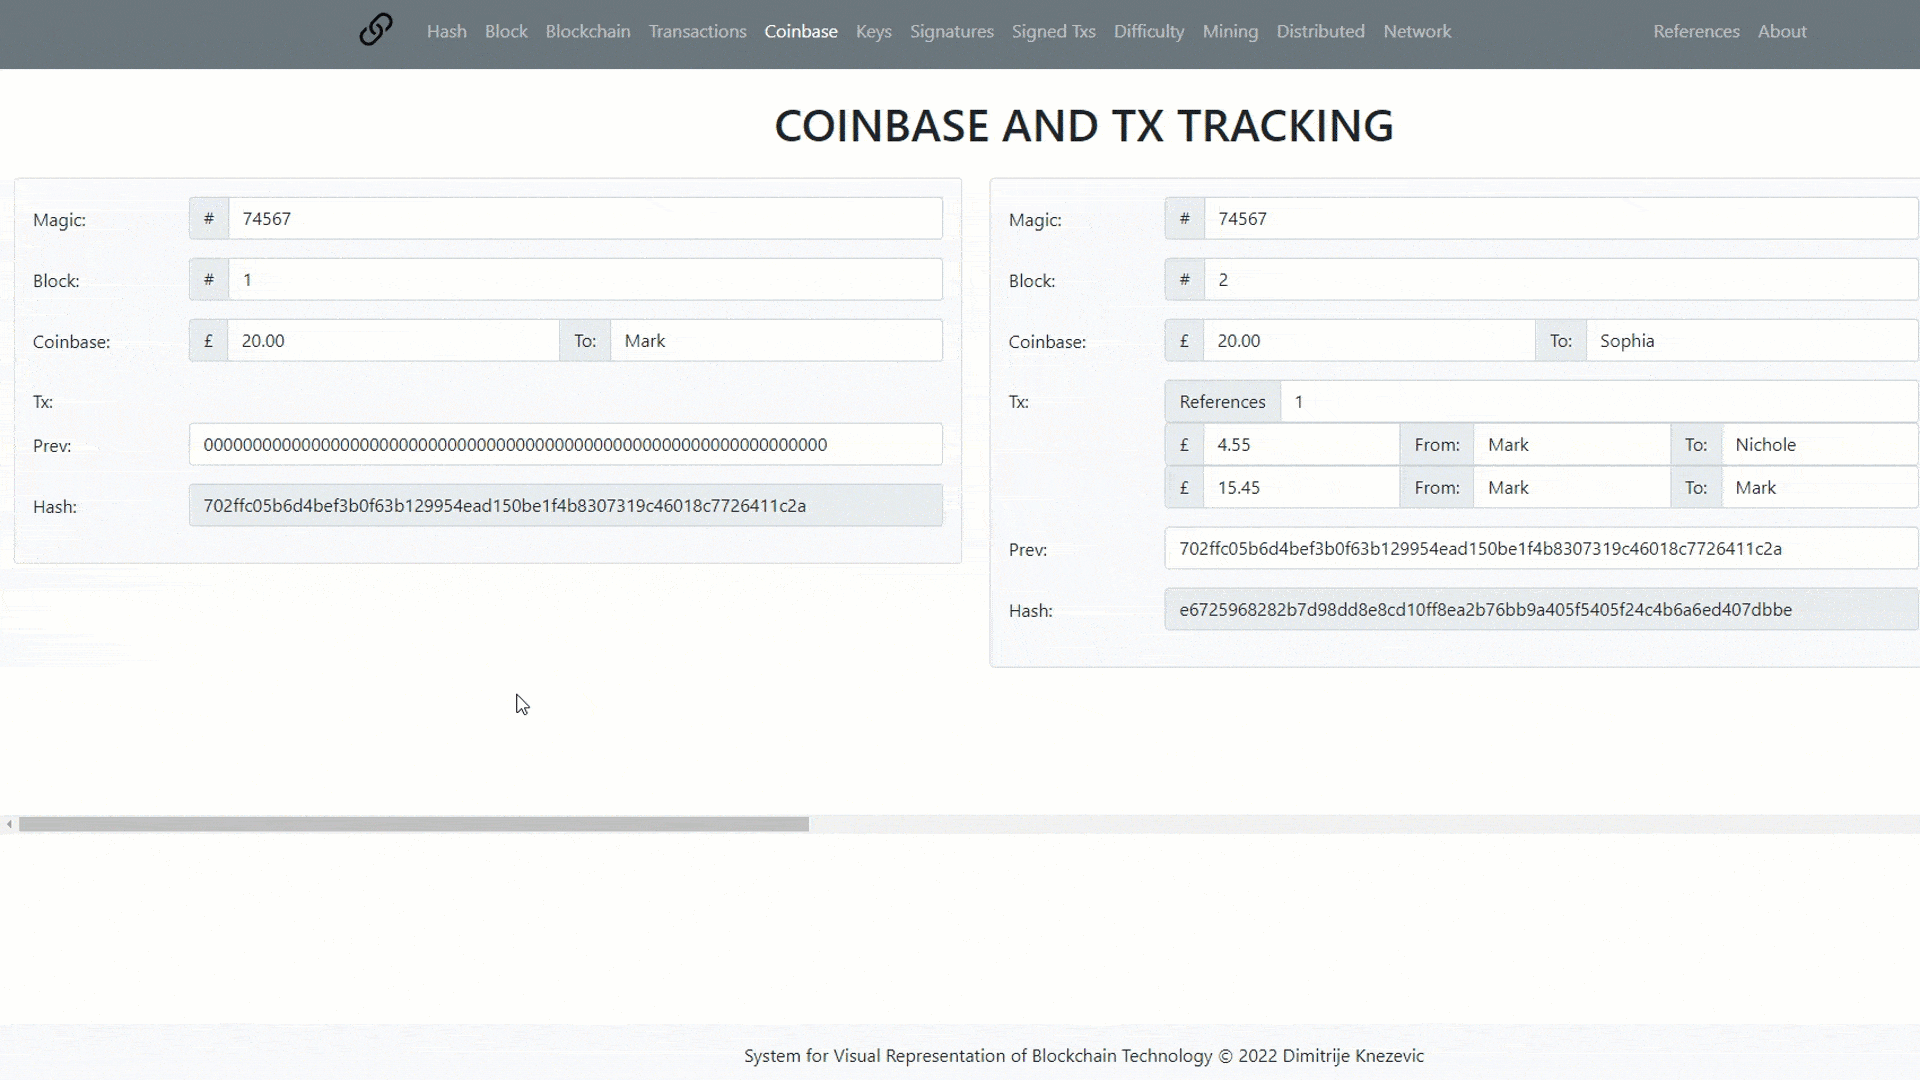 Hash Block Blockchain Transactions Coinbase Keys Signatures Signed Txs Difficulty Mining Distributed Network References About
COINBASE AND TX TRACKING
Magic: # 74567
Block: # 1
Coinbase: £ 20.00 To: Mark
Tx:
Prev: 0000000000000000000000000000000000000000000000000000000000000000
Hash: 702ffc05b6d4bef3b0f63b129954ead150be1f4b8307319c46018c7726411c2a
Magic: # 74567
Block: # 2
Coinbase: £ 20.00 To: Sophia
Tx: References 1
£ 4.55 From: Mark To: Nichole
£ 15.45 From: Mark To: Mark
Prev: 702ffc05b6d4bef3b0f63b129954ead150be1f4b8307319c46018c7726411c2a
Hash: e6725968282b7d98dd8e8cd10ff8ea2b76bb9a405f5405f24c4b6a6ed407dbbe
System for Visual Representation of Blockchain Technology © 2022 Dimitrije Knezevic